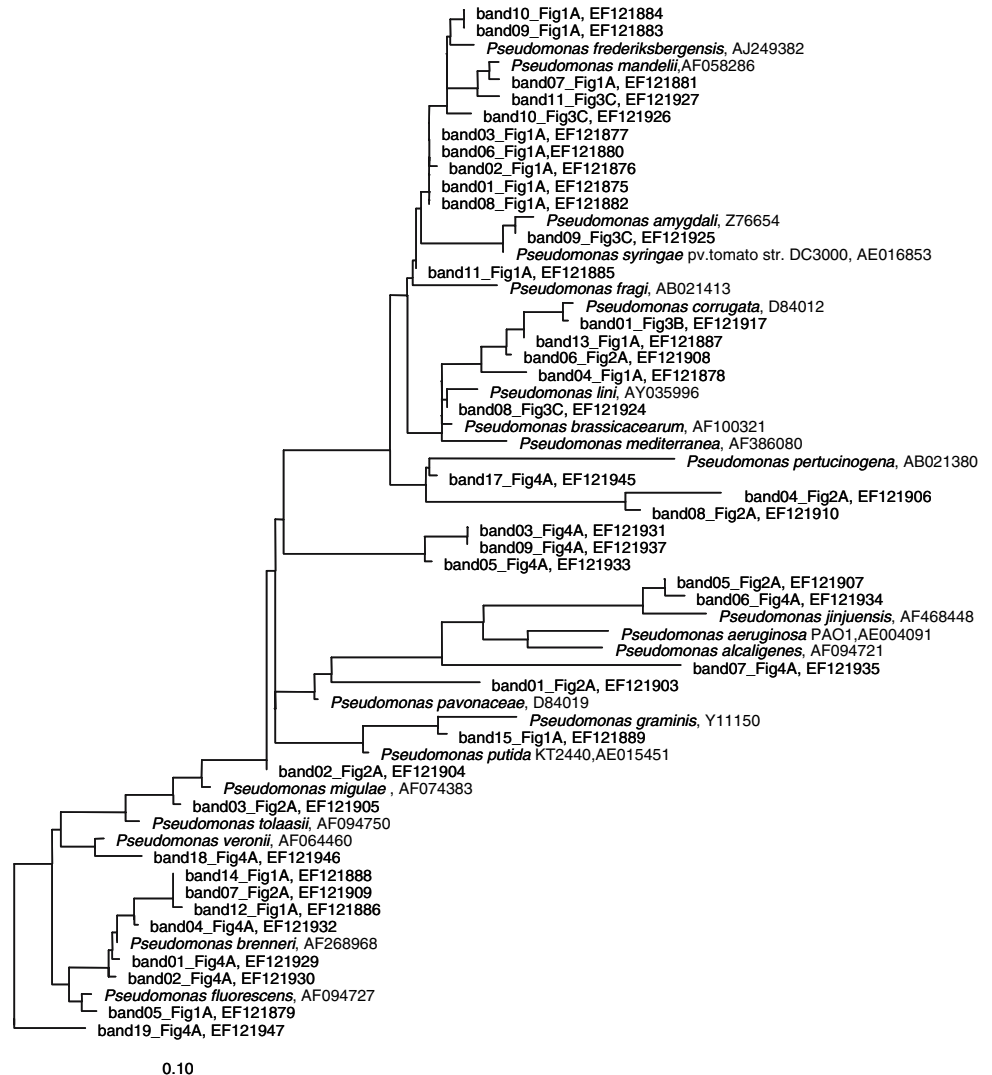 band10_Fig1A, EF121884
band09_Fig1A, EF121883
Pseudomonas frederiksbergensis, AJ249382
Pseudomonas mandelii,AF058286
band07_Fig1A, EF121881
band11_Fig3C, EF121927
band10_Fig3C, EF121926
band03_Fig1A, EF121877
band06_Fig1A,EF121880
band02_Fig1A, EF121876
band01_Fig1A, EF121875
band08_Fig1A, EF121882
Pseudomonas amygdali, Z76654
band09_Fig3C, EF121925
Pseudomonas syringae pv.tomato str. DC3000, AE016853
band11_Fig1A, EF121885
Pseudomonas fragi, AB021413
Pseudomonas corrugata, D84012
band01_Fig3B, EF121917
band13_Fig1A, EF121887
band06_Fig2A, EF121908
band04_Fig1A, EF121878
Pseudomonas lini, AY035996
band08_Fig3C, EF121924
Pseudomonas brassicacearum, AF100321
Pseudomonas mediterranea, AF386080
Pseudomonas pertucinogena, AB021380
band17_Fig4A, EF121945
band04_Fig2A, EF121906
band08_Fig2A, EF121910
band03_Fig4A, EF121931
band09_Fig4A, EF121937
band05_Fig4A, EF121933
band05_Fig2A, EF121907
band06_Fig4A, EF121934
Pseudomonas jinjuensis, AF468448
Pseudomonas aeruginosa PAO1,AE004091
Pseudomonas alcaligenes, AF094721
band07_Fig4A, EF121935
band01_Fig2A, EF121903
Pseudomonas pavonaceae, D84019
Pseudomonas graminis, Y11150
band15_Fig1A, EF121889
Pseudomonas putida KT2440,AE015451
band02_Fig2A, EF121904
Pseudomonas migulae , AF074383
band03_Fig2A, EF121905
Pseudomonas tolaasii, AF094750
Pseudomonas veronii, AF064460
band18_Fig4A, EF121946
band14_Fig1A, EF121888
band07_Fig2A, EF121909
band12_Fig1A, EF121886
band04_Fig4A, EF121932
Pseudomonas brenneri, AF268968
band01_Fig4A, EF121929
band02_Fig4A, EF121930
Pseudomonas fluorescens, AF094727
band05_Fig1A, EF121879
band19_Fig4A, EF121947
0.10